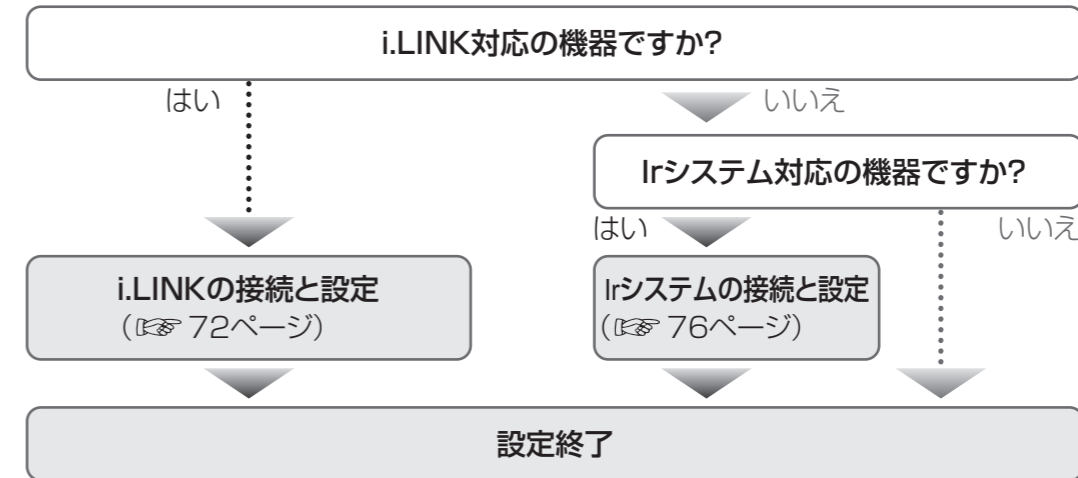 i.LINK対応の機器ですか?
はい
いいえ
Irシステム対応の機器ですか?
はい
いいえ
i.LINKの接続と設定
(☞ 72ページ)
Irシステムの接続と設定
(☞ 76ページ)
設定終了